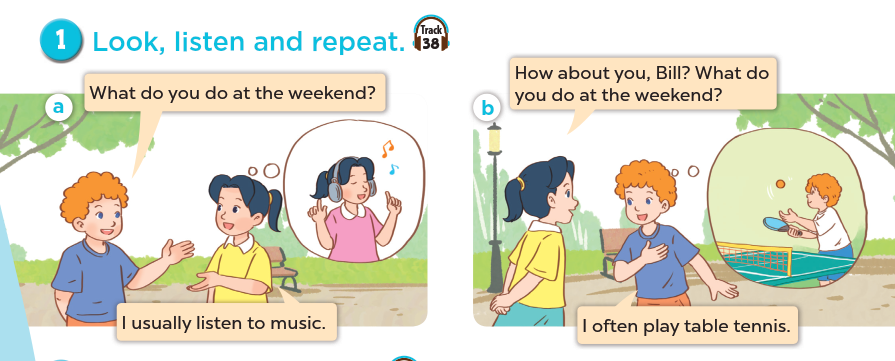 1 Look, listen and repeat. Track
38
a
What do you do at the weekend?
I usually listen to music.
b
How about you, Bill? What do
you do at the weekend?
I often play table tennis.